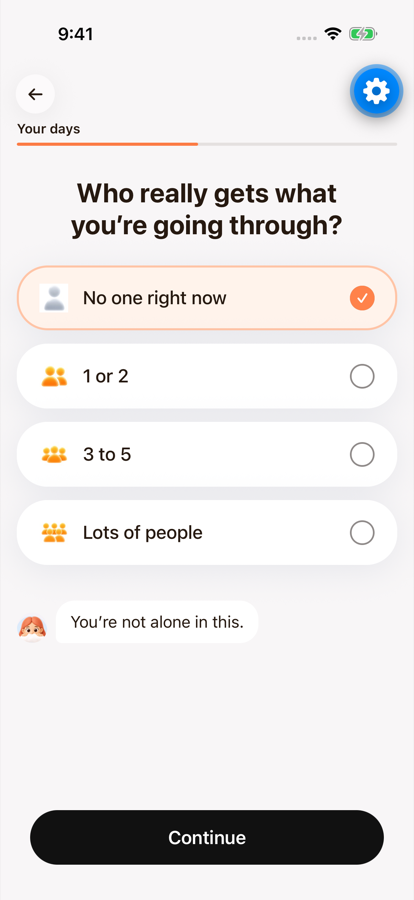 9:41
Your days
Who really gets what
you’re going through?
No one right now
1 or 2
3 to 5
Lots of people
You’re not alone in this.
Continue